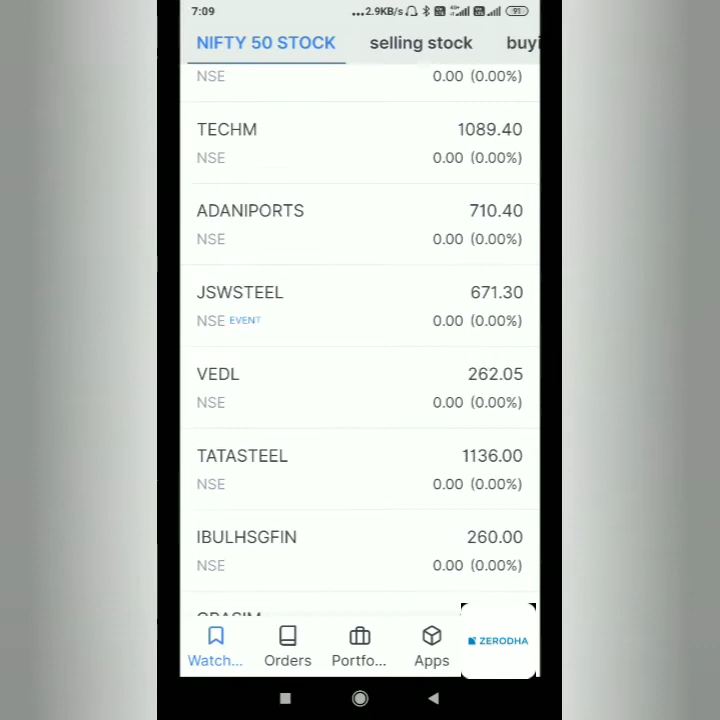 7:09
...2.9KB/s
91
NIFTY 50 STOCK selling stock buyi
NSE 0.00 (0.00%)
TECHM 1089.40
NSE 0.00 (0.00%)
ADANIPORTS 710.40
NSE 0.00 (0.00%)
JSWSTEEL 671.30
NSE EVENT 0.00 (0.00%)
VEDL 262.05
NSE 0.00 (0.00%)
TATASTEEL 1136.00
NSE 0.00 (0.00%)
IBULHSGFIN 260.00
NSE 0.00 (0.00%)
Watch... Orders Portfo... Apps ZERODHA